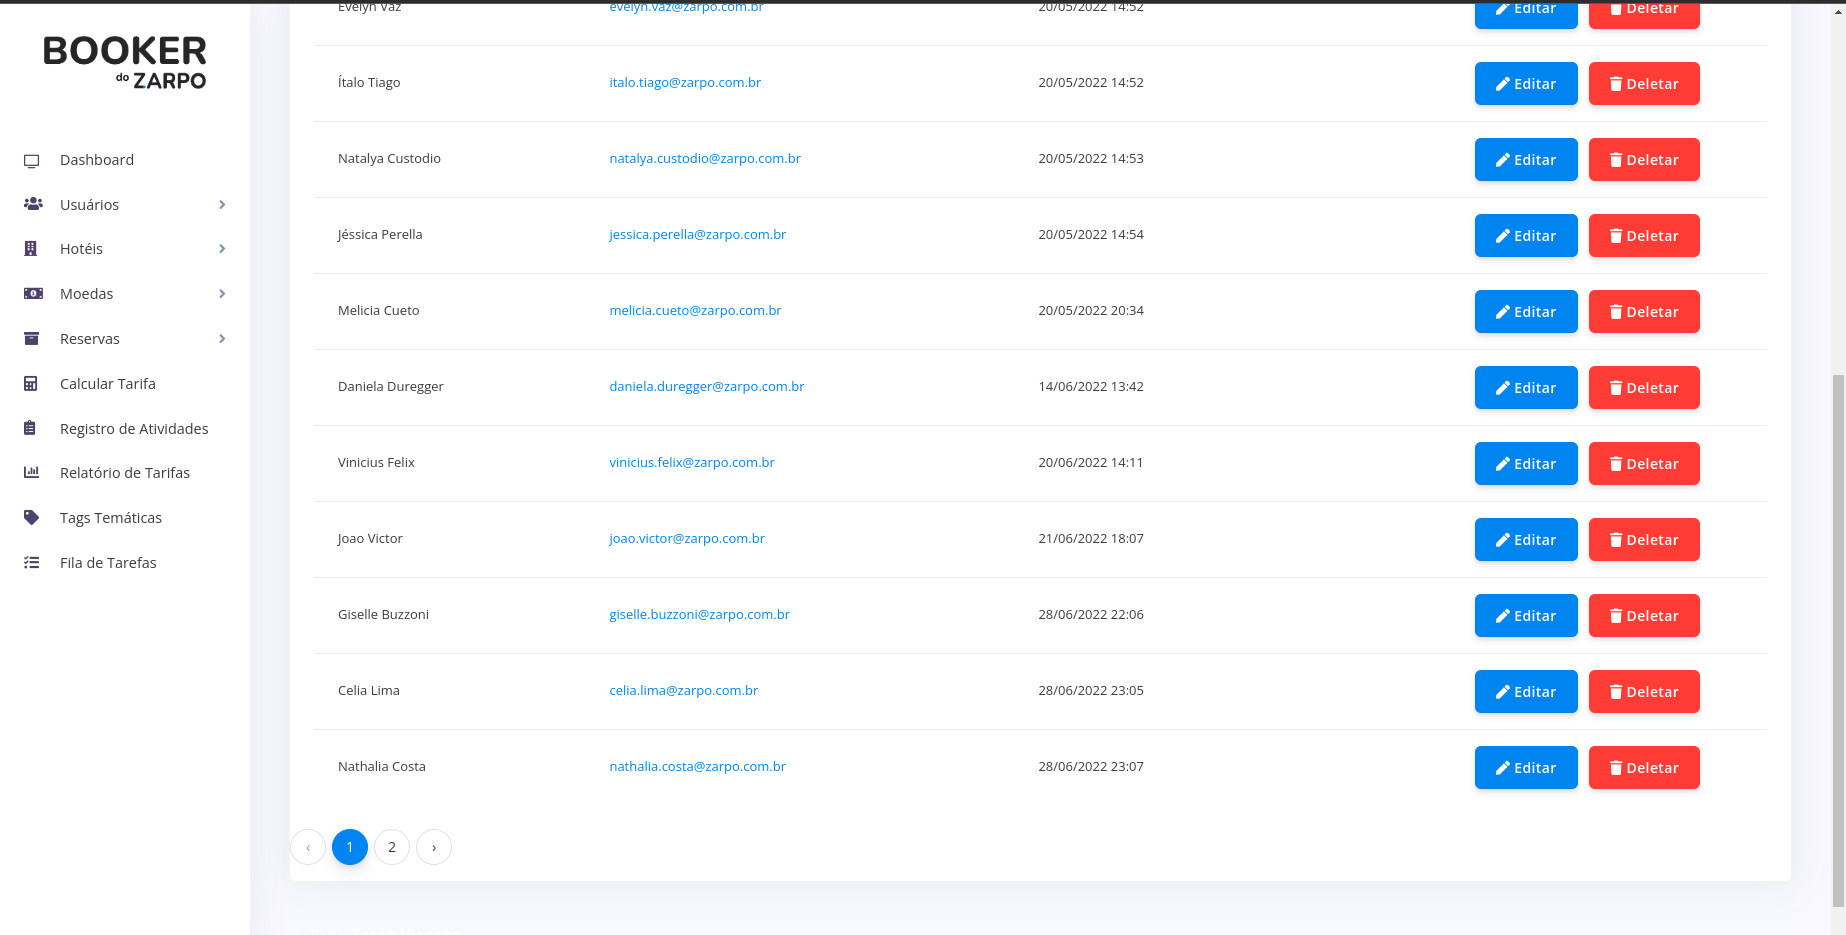 BOOKER
do ZARPO
Dashboard
Usuários
Hotéis
Moedas
Reservas
Calcular Tarifa
Registro de Atividades
Relatório de Tarifas
Tags Temáticas
Fila de Tarefas
Evelyn Vaz evelyn.vaz@zarpo.com.br 20/05/2022 14:52 Editar Deletar
Ítalo Tiago italo.tiago@zarpo.com.br 20/05/2022 14:52 Editar Deletar
Natalya Custodio natalya.custodio@zarpo.com.br 20/05/2022 14:53 Editar Deletar
Jéssica Perella jessica.perella@zarpo.com.br 20/05/2022 14:54 Editar Deletar
Melicia Cueto melicia.cueto@zarpo.com.br 20/05/2022 20:34 Editar Deletar
Daniela Duregger daniela.duregger@zarpo.com.br 14/06/2022 13:42 Editar Deletar
Vinicius Felix vinicius.felix@zarpo.com.br 20/06/2022 14:11 Editar Deletar
Joao Victor joao.victor@zarpo.com.br 21/06/2022 18:07 Editar Deletar
Giselle Buzzoni giselle.buzzoni@zarpo.com.br 28/06/2022 22:06 Editar Deletar
Celia Lima celia.lima@zarpo.com.br 28/06/2022 23:05 Editar Deletar
Nathalia Costa nathalia.costa@zarpo.com.br 28/06/2022 23:07 Editar Deletar
‹ 1 2 ›